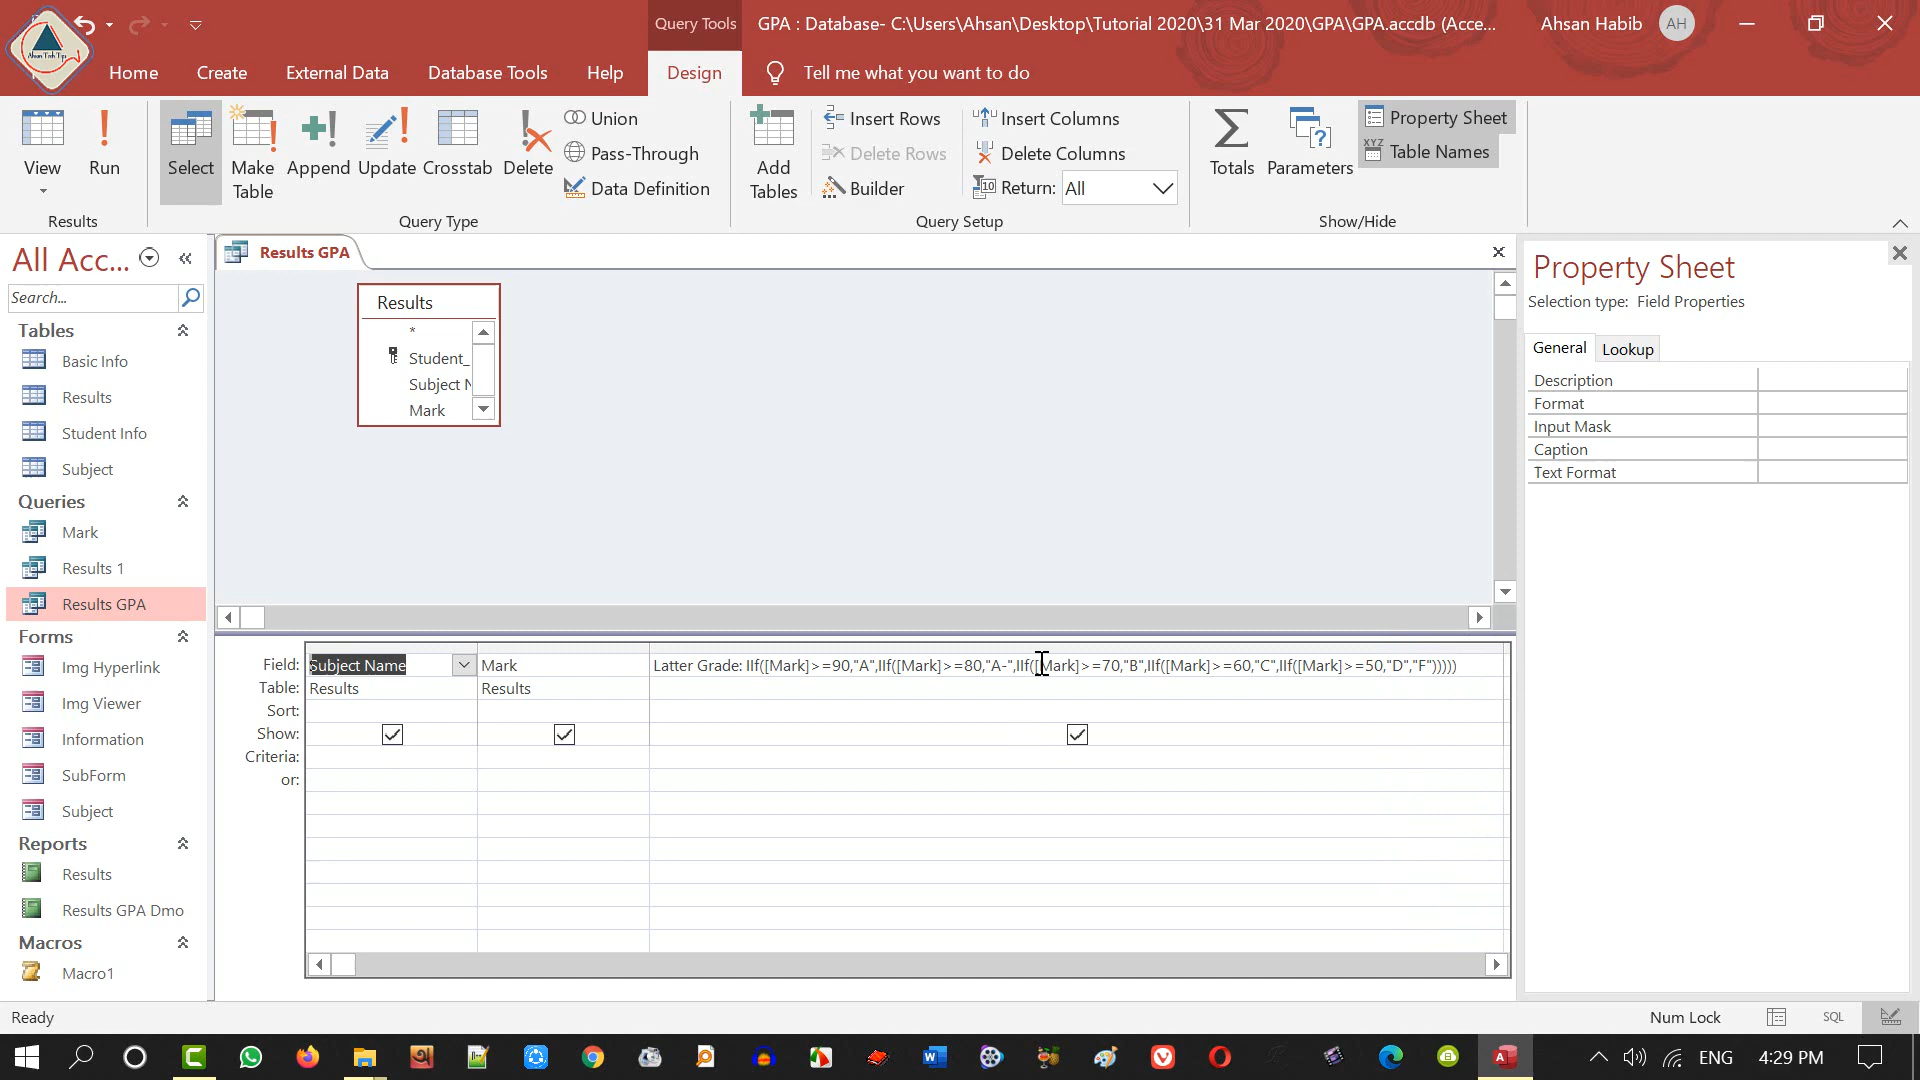 Query Tools
GPA : Database- C:\Users\Ahsan\Desktop\Tutorial 2020\31 Mar 2020\GPA\GPA.accdb (Acce...
Ahsan Habib
AH
Ahsan Tech Tips
Home
Create
External Data
Database Tools
Help
Design
Tell me what you want to do
View
Run
Select
Make
Table
Append
Update
Crosstab
Delete
Union
Pass-Through
Data Definition
Add
Tables
Insert Rows
Delete Rows
Builder
Insert Columns
Delete Columns
Return: All
Totals
Parameters
Property Sheet
XYZ Table Names
Results
Query Type
Query Setup
Show/Hide
All Acc...
Search...
Tables
Basic Info
Results
Student Info
Subject
Queries
Mark
Results 1
Results GPA
Forms
Img Hyperlink
Img Viewer
Information
SubForm
Subject
Reports
Results
Results GPA Dmo
Macros
Macro1
Results GPA
Results
*
Student_
Subject N
Mark
Field: Subject Name Mark Latter Grade: IIf([Mark]>=90,"A",IIf([Mark]>=80,"A-",IIf([Mark]>=70,"B",IIf([Mark]>=60,"C",IIf([Mark]>=50,"D","F")))))
Table: Results Results
Sort:
Show:
Criteria:
or:
Property Sheet
Selection type: Field Properties
General
Lookup
Description
Format
Input Mask
Caption
Text Format
Ready
Num Lock
SQL
ENG
4:29 PM